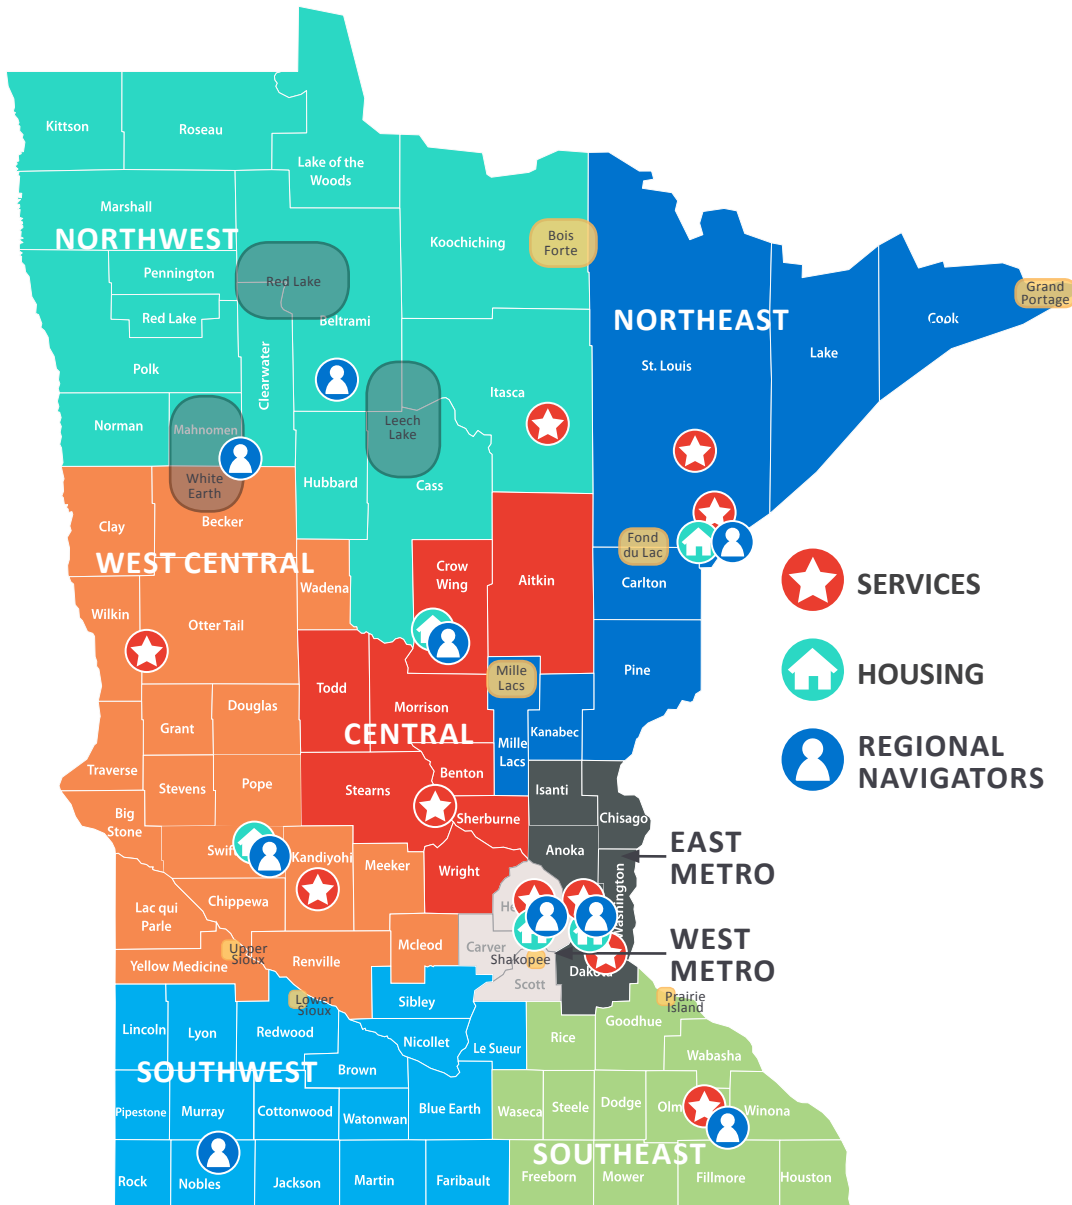 Kittson
Roseau
Lake of the
Woods
Marshall
NORTHWEST
Koochiching
Bois
Forte
Pennington
Red Lake
Red Lake
Beltrami
Grand
Portage
NORTHEAST
Cook
Lake
Polk
Clearwater
St. Louis
Itasca
Norman
Mahnomen
Leech
Lake
White
Earth
Hubbard
Cass
Clay
Becker
WEST CENTRAL
Wadena
Crow
Wing
Aitkin
Fond
du Lac
Carlton
SERVICES
Wilkin
Otter Tail
Pine
Mille
Lacs
HOUSING
Todd
Morrison
Douglas
Grant
CENTRAL
Kanabec
Mille
Lacs
REGIONAL
NAVIGATORS
Traverse
Stevens
Pope
Benton
Stearns
Isanti
Big
Stone
Sherburne
Chisago
Swif
Kandiyohi
Meeker
Wright
Anoka
EAST
METRO
Washington
Lac qui
Parle
Chippewa
He
Carver
Shakopee
WEST
METRO
Upper
Sioux
Yellow Medicine
Renville
Mcleod
Scott
Dakota
Lower
Sioux
Sibley
Prairie
Island
Goodhue
Lincoln
Lyon
Redwood
Nicollet
Le Sueur
Rice
Wabasha
SOUTHWEST
Brown
Pipestone
Murray
Cottonwood
Watonwan
Blue Earth
Waseca
Steele
Dodge
Olm
Winona
SOUTHEAST
Rock
Nobles
Jackson
Martin
Faribault
Freeborn
Mower
Fillmore
Houston